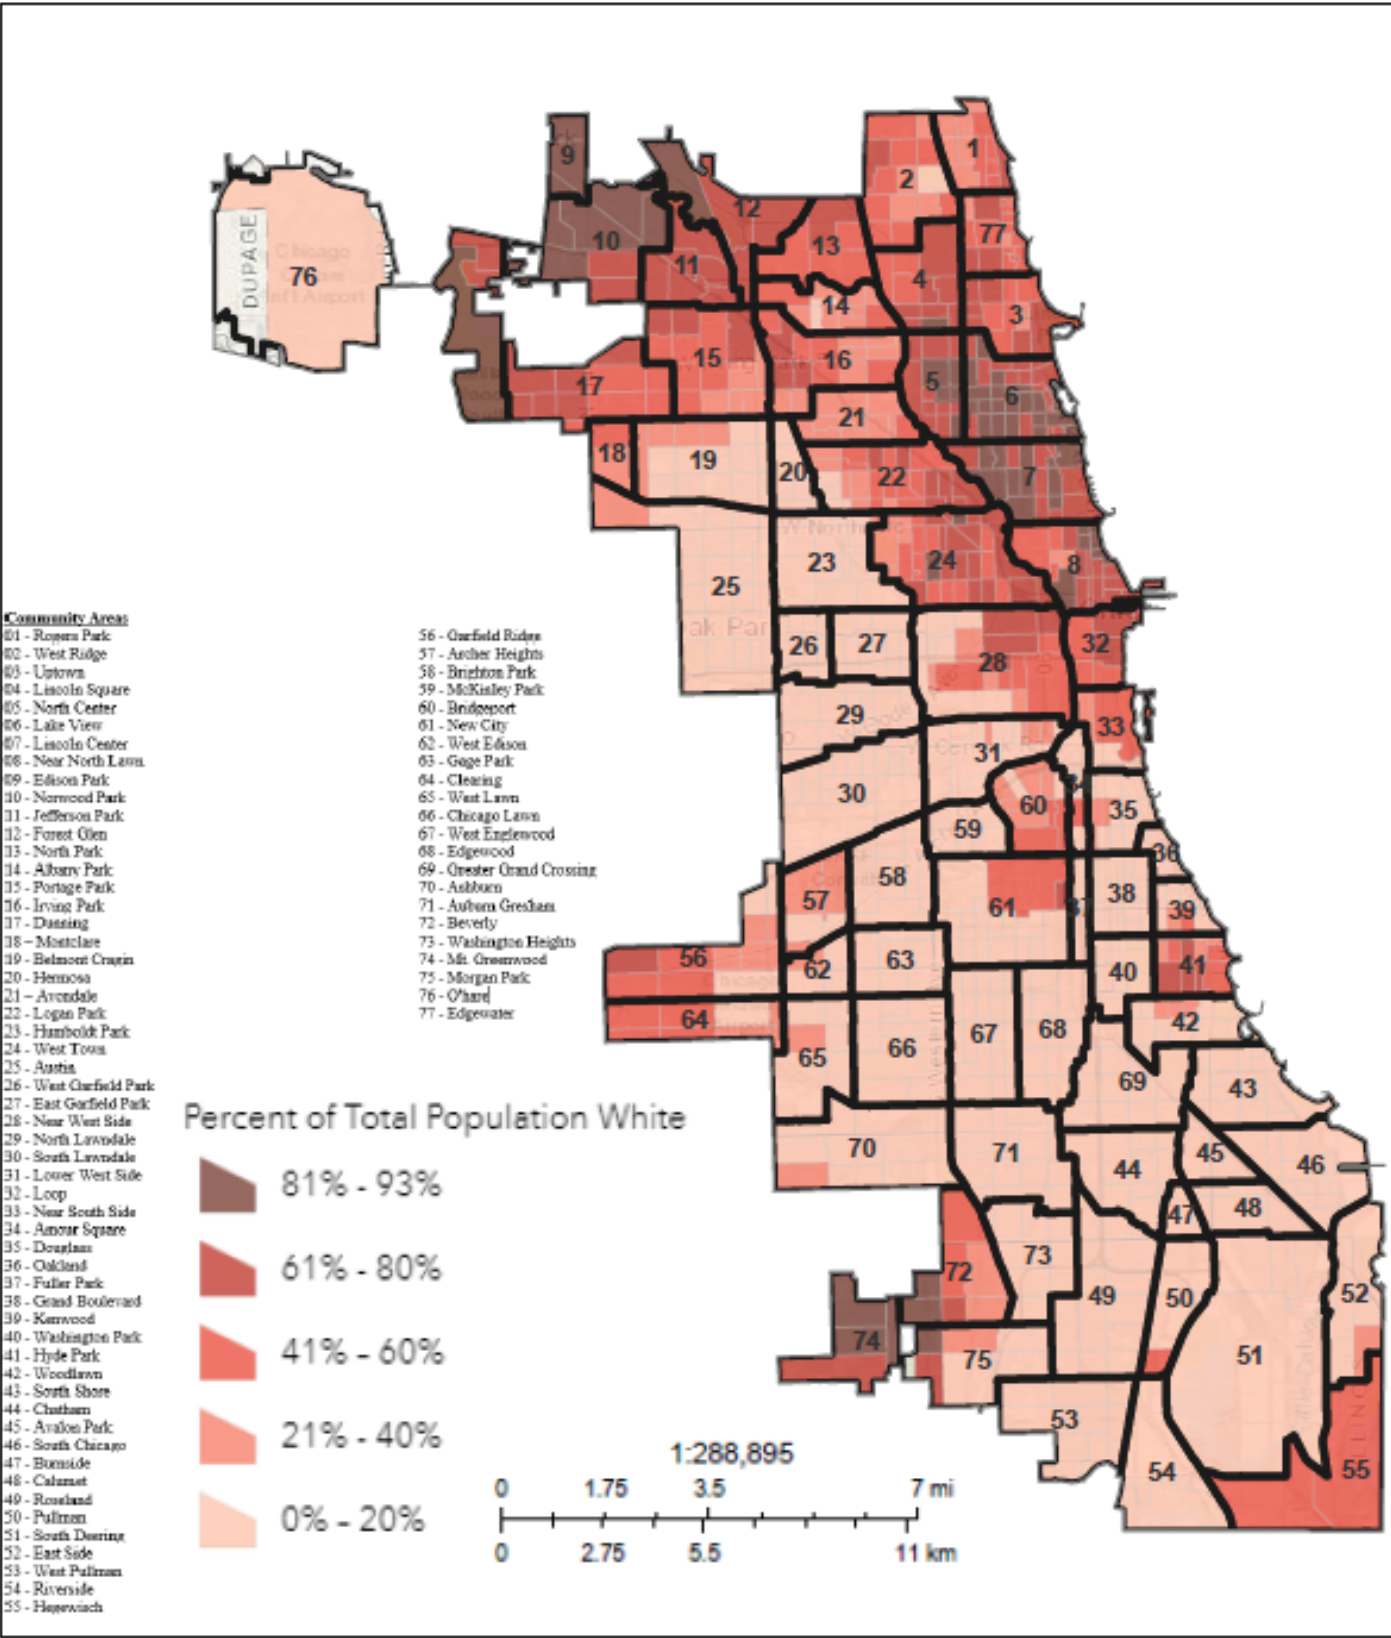 Community Areas
01 - Rogers Park
02 - West Ridge
03 - Uptown
04 - Lincoln Square
05 - North Center
06 - Lake View
07 - Lincoln Center
08 - Near North Lawn
09 - Edison Park
10 - Norwood Park
11 - Jefferson Park
12 - Forest Glen
13 - North Park
14 - Albany Park
15 - Portage Park
16 - Irving Park
17 - Dunning
18 – Montclare
19 - Belmont Cragin
20 - Hermosa
21 – Avondale
22 - Logan Park
23 - Humboldt Park
24 - West Town
25 - Austin
26 - West Garfield Park
27 - East Garfield Park
28 - Near West Side
29 - North Lawndale
30 - South Lawndale
31 - Lower West Side
32 - Loop
33 - Near South Side
34 - Amour Square
35 - Douglass
36 - Oakland
37 - Fuller Park
38 - Grand Boulevard
39 - Kenwood
40 - Washington Park
41 - Hyde Park
42 - Woodlawn
43 - South Shore
44 - Chatham
45 - Avalon Park
46 - South Chicago
47 - Burnside
48 - Calumet
49 - Roseland
50 - Pullman
51 - South Deering
52 - East Side
53 - West Pullman
54 - Riverside
55 - Hegewisch
56 - Garfield Ridge
57 - Archer Heights
58 - Brighton Park
59 - McKinley Park
60 - Bridgeport
61 - New City
62 - West Edison
63 - Gage Park
64 - Clearing
65 - West Lawn
66 - Chicago Lawn
67 - West Englewood
68 - Edgewood
69 - Greater Grand Crossing
70 - Ashburn
71 - Auburn Gresham
72 - Beverly
73 - Washington Heights
74 - Mt. Greenwood
75 - Morgan Park
76 - O'hare
77 - Edgewater
Percent of Total Population White
81% - 93%
61% - 80%
41% - 60%
21% - 40%
0% - 20%
1:288,895
0 1.75 3.5 7 mi
0 2.75 5.5 11 km
DUPAGE
Chicago
Int'l Airport
76
9
10
11
12
13
14
15
16
17
18
19
20
21
22
23
24
25
26
27
28
29
30
31
32
33
35
36
37
38
39
40
41
42
43
44
45
46
47
48
49
50
51
52
53
54
55
56
57
58
59
60
61
62
63
64
65
66
67
68
69
70
71
72
73
74
75
77
1
2
3
4
5
6
7
8